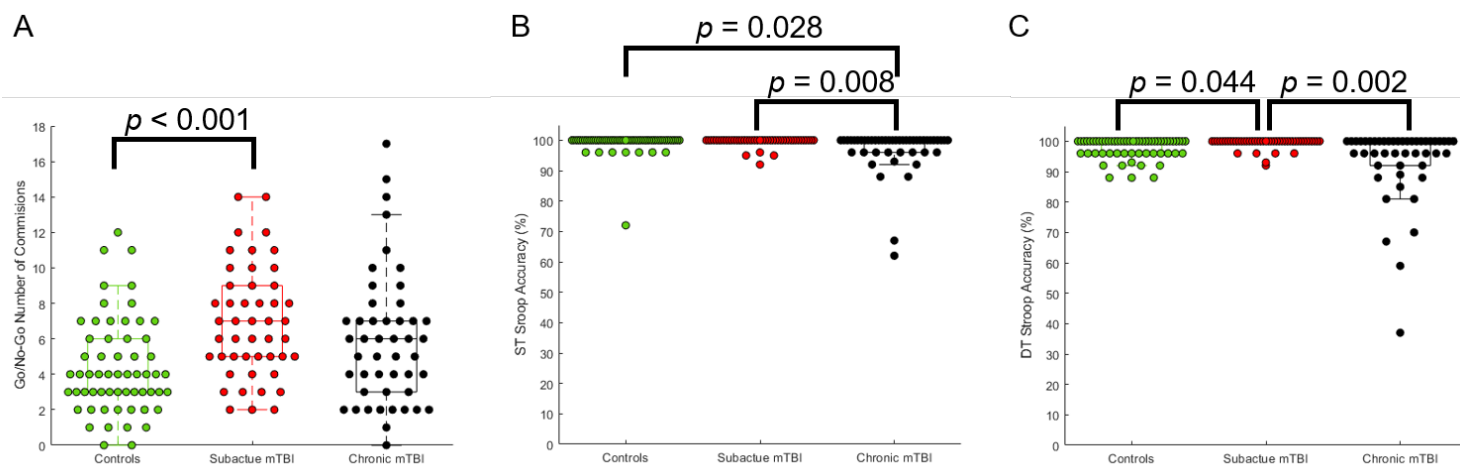 A
B
C
p = 0.028
p = 0.008
p = 0.044
p = 0.002
p < 0.001
Go/No-Go Number of Commisions
18
16
14
12
10
8
6
4
2
0
Controls
Subactue mTBI
Chronic mTBI
ST Sroop Accuracy (%)
100
90
80
70
60
50
40
30
20
10
0
Controls
Subactue mTBI
Chronic mTBI
DT Stroop Accuracy (%)
100
90
80
70
60
50
40
30
20
10
0
Controls
Subactue mTBI
Chronic mTBI